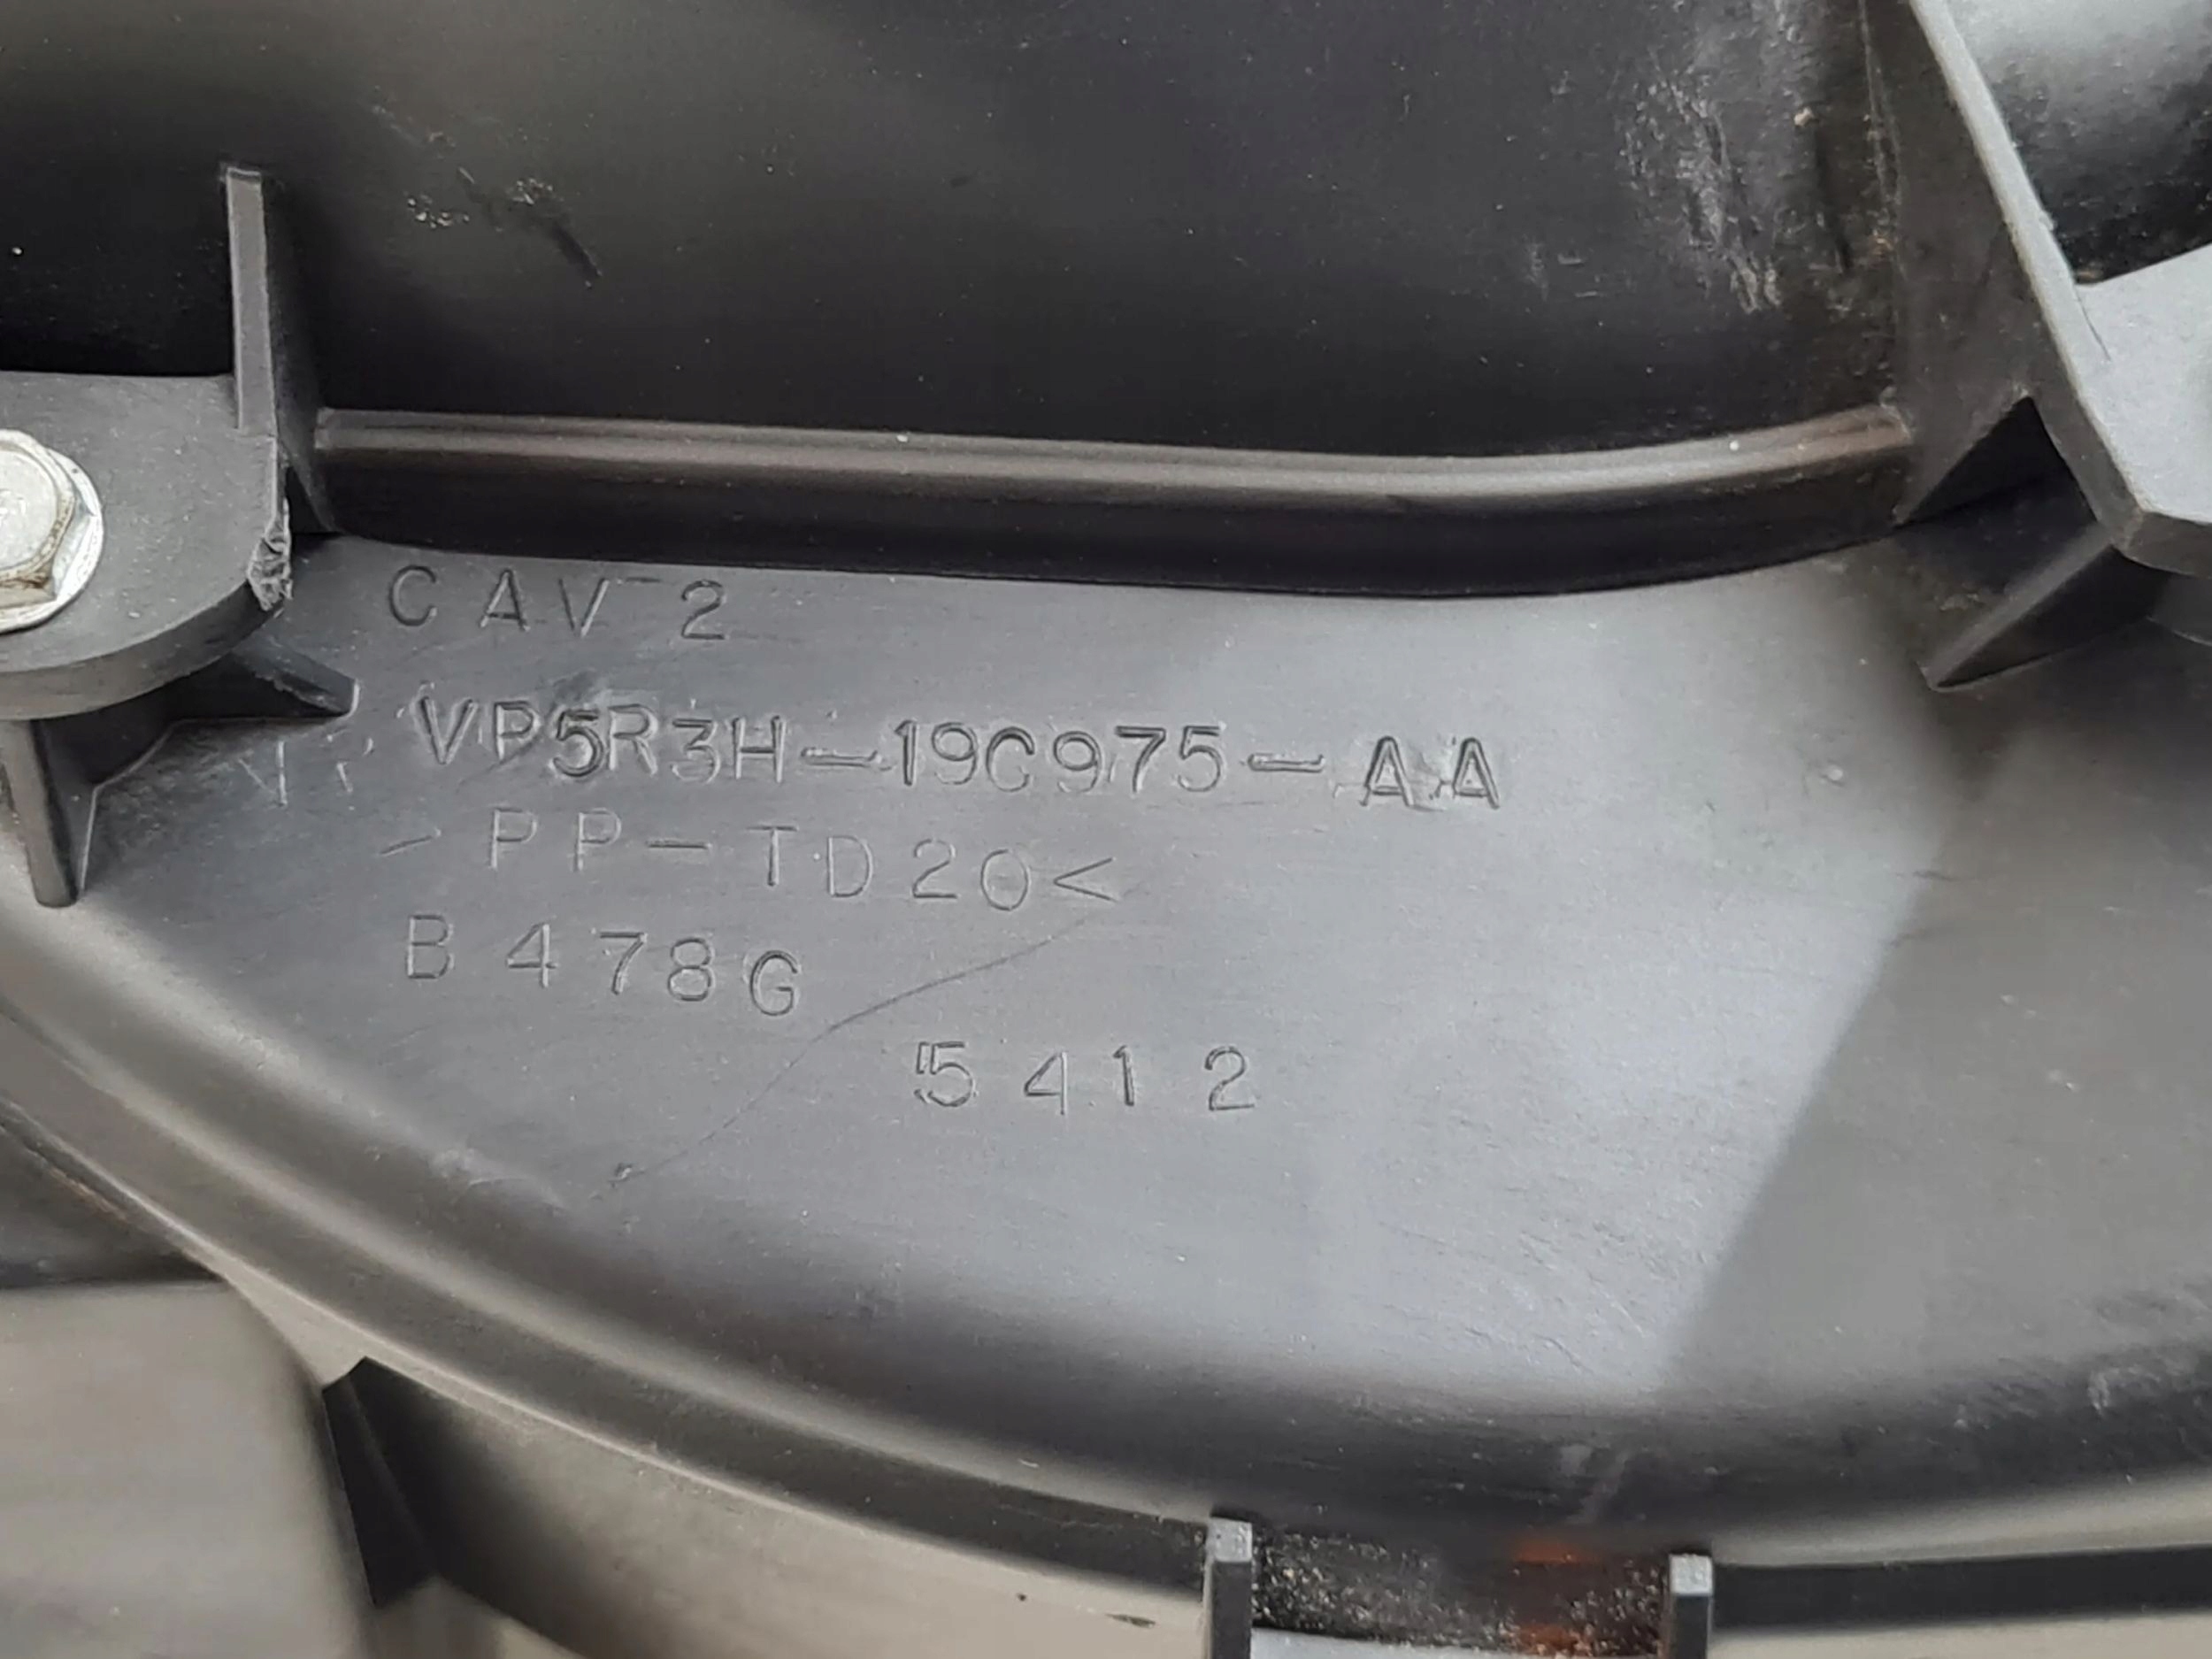 CAV 2
VP5R3H-19C975-AA
>PP-TD20<
B478G
5412